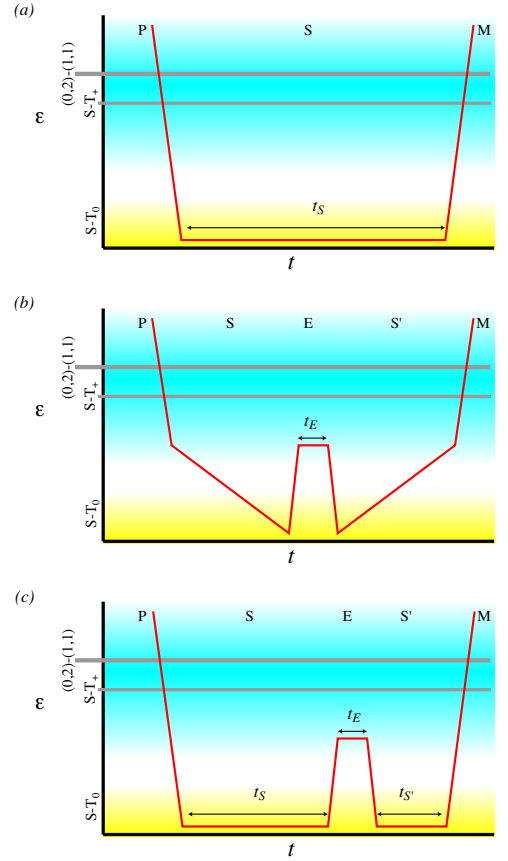 (a)
P S M
(0,2)-(1,1)
S-T+
ε
S-T0
tS
t
(b)
P S E S' M
(0,2)-(1,1)
S-T+
tE
ε
S-T0
t
(c)
P S E S' M
(0,2)-(1,1)
S-T+
ε
tE
S-T0
tS tS'
t